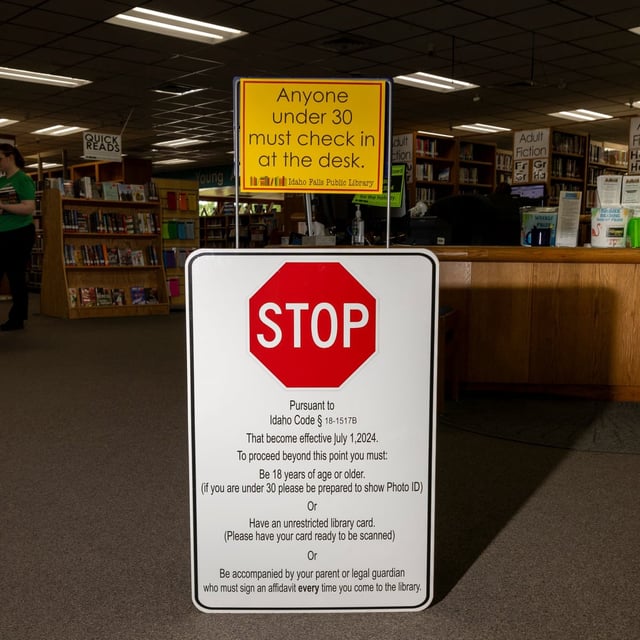 Anyone
under 30
must check in
at the desk.
Idaho Falls Public Library
QUICK
READS
Young
Adult
Fiction
Adult
Fiction
STOP
Pursuant to
Idaho Code § 18-1517B
That become effective July 1,2024.
To proceed beyond this point you must:
Be 18 years of age or older.
(if you are under 30 please be prepared to show Photo ID)
Or
Have an unrestricted library card.
(Please have your card ready to be scanned)
Or
Be accompanied by your parent or legal guardian
who must sign an affidavit every time you come to the library.